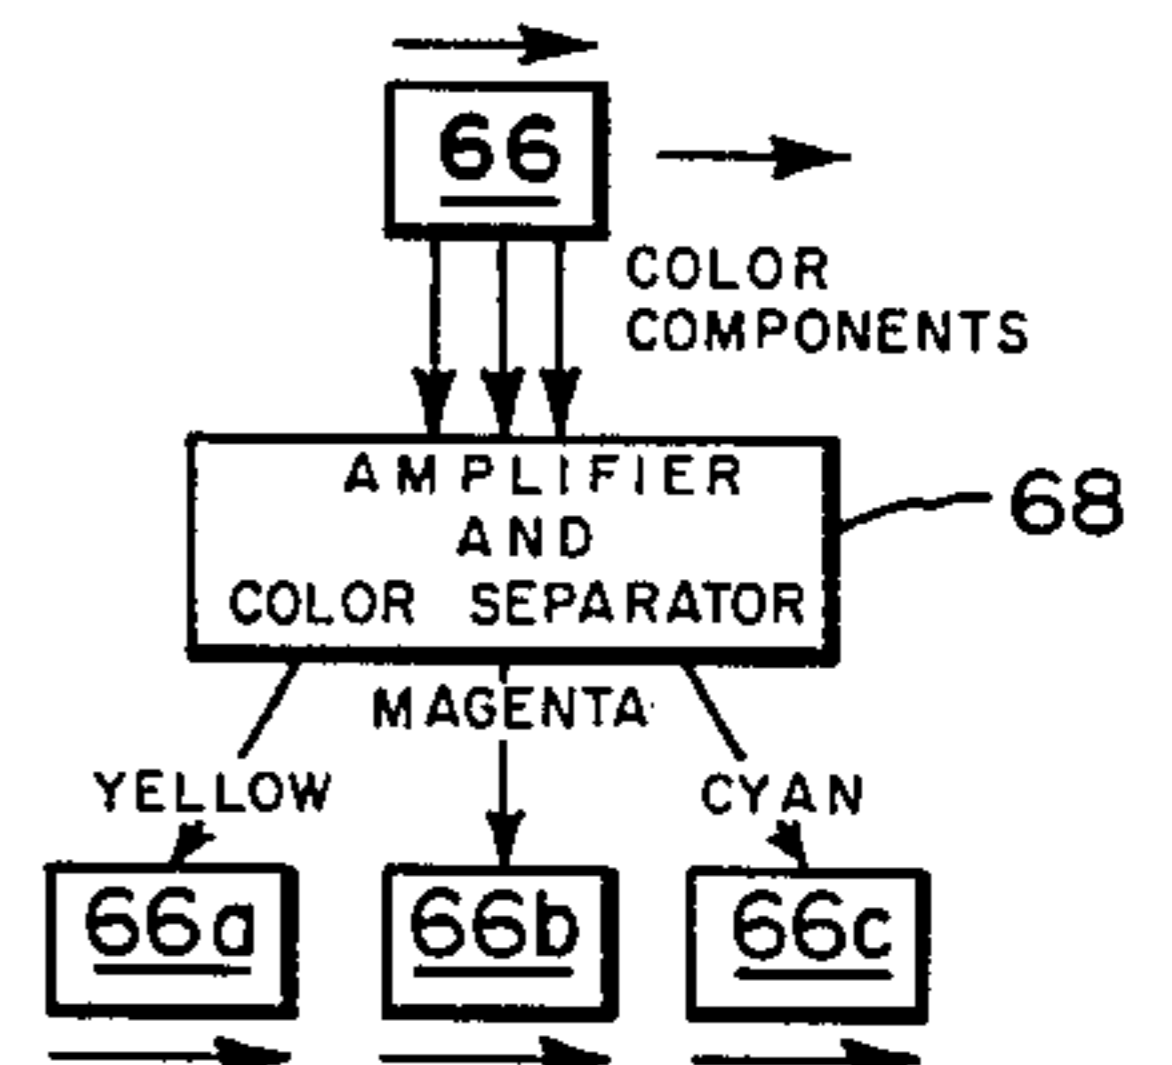 66
COLOR
COMPONENTS
AMPLIFIER
AND
COLOR SEPARATOR
68
MAGENTA
YELLOW
CYAN
66a
66b
66c